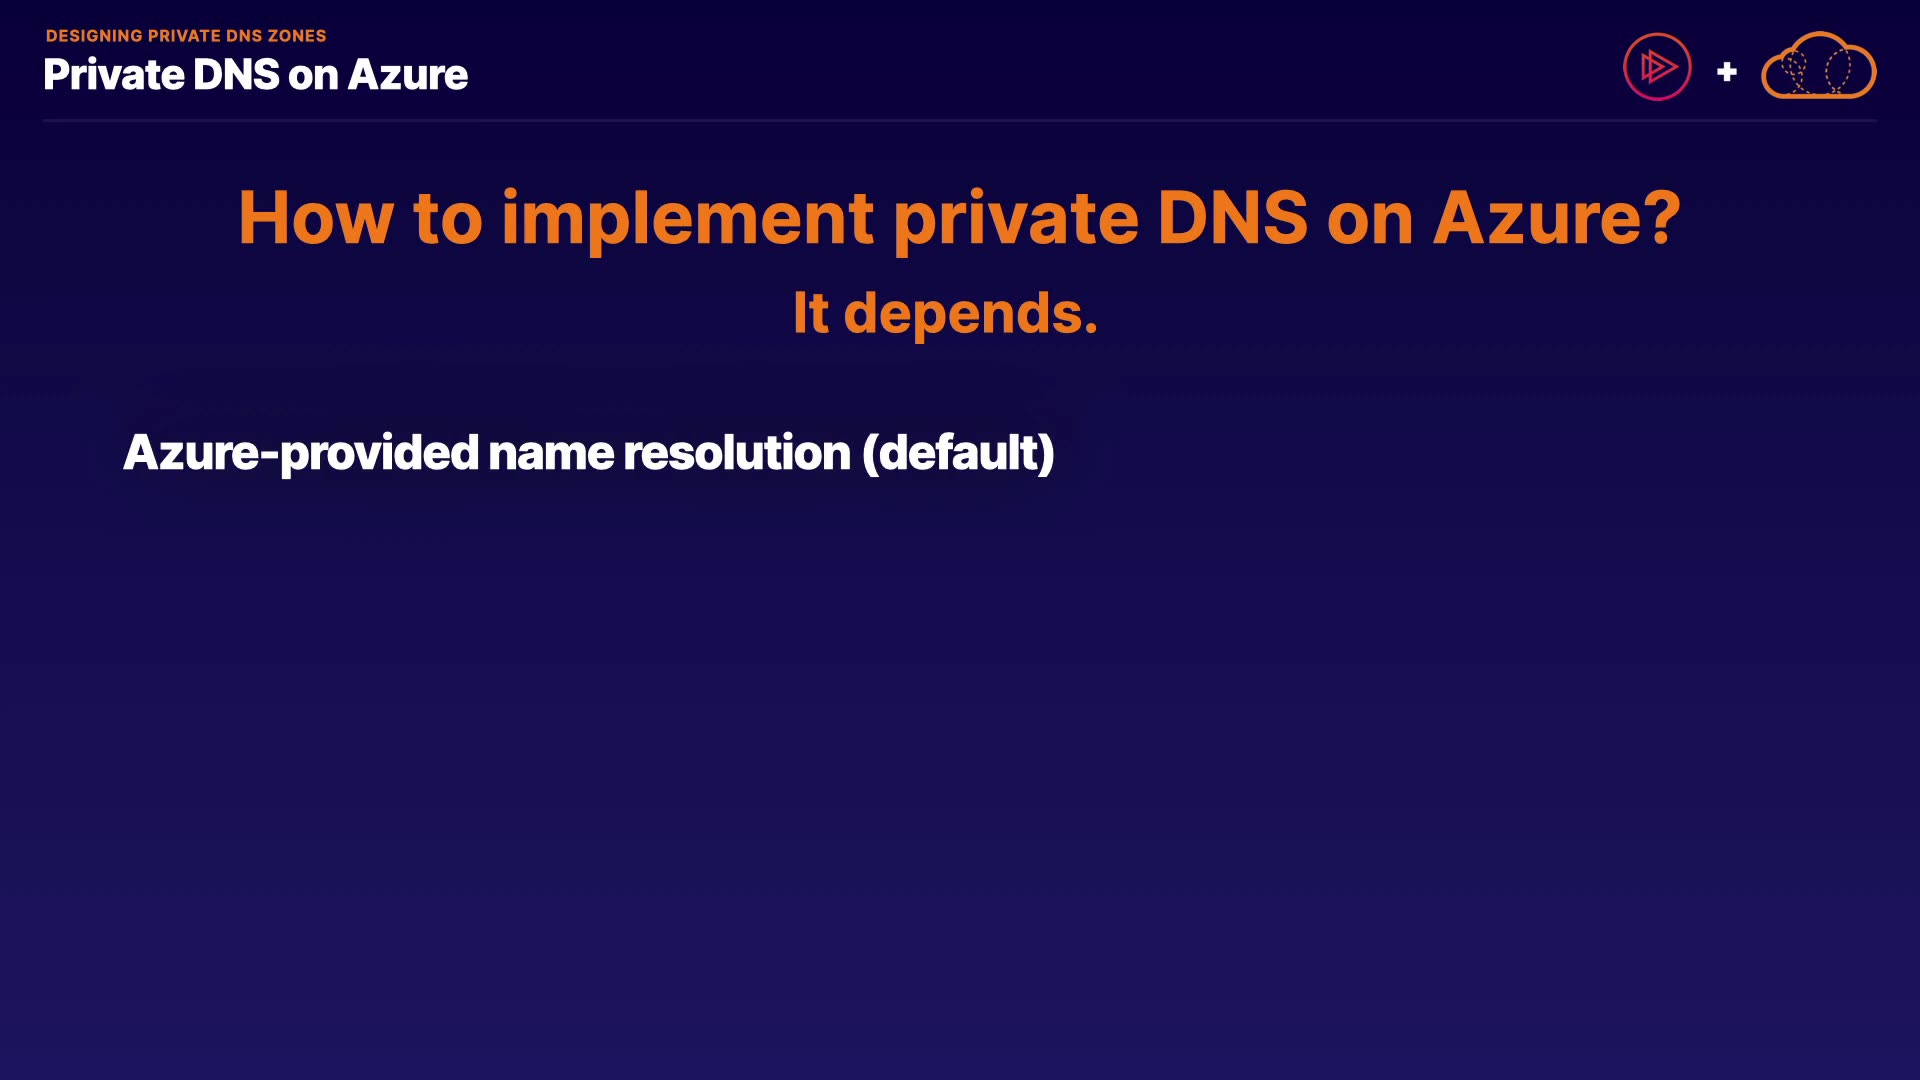 DESIGNING PRIVATE DNS ZONES
Private DNS on Azure
+
How to implement private DNS on Azure?
It depends.
Azure-provided name resolution (default)